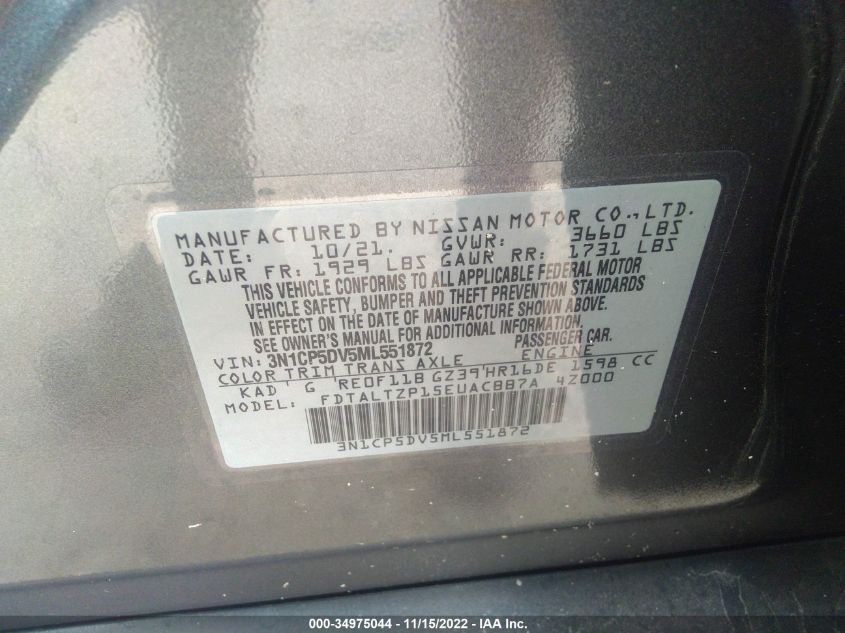 MANUFACTURED BY NISSAN MOTOR CO.,LTD.
DATE: 10/21. GVWR: 3660 LBS
GAWR FR: 1929 LBS GAWR RR: 1731 LBS
THIS VEHICLE CONFORMS TO ALL APPLICABLE FEDERAL MOTOR
VEHICLE SAFETY, BUMPER AND THEFT PREVENTION STANDARDS
IN EFFECT ON THE DATE OF MANUFACTURE SHOWN ABOVE.
SEE OWNER'S MANUAL FOR ADDITIONAL INFORMATION.
VIN: 3N1CP5DV5ML551872 PASSENGER CAR.
COLOR TRIM TRANS AXLE ENGINE
KAD ' G 'RE0F11B GZ39'HR16DE 1598 CC
MODEL: FDTALTZP15EUACBB7A 4Z000
3N1CP5DV5ML551872
000-34975044 - 11/15/2022 - IAA Inc.